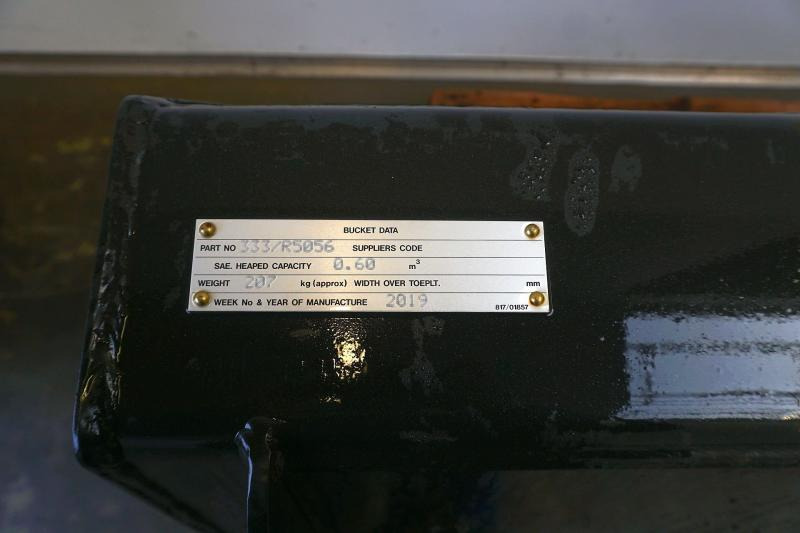 BUCKET DATA
PART NO 333/R5056 SUPPLIERS CODE
SAE. HEAPED CAPACITY 0.60 m³
WEIGHT 207 kg (approx) WIDTH OVER TOEPLT. mm
WEEK No & YEAR OF MANUFACTURE 2019
817/01857